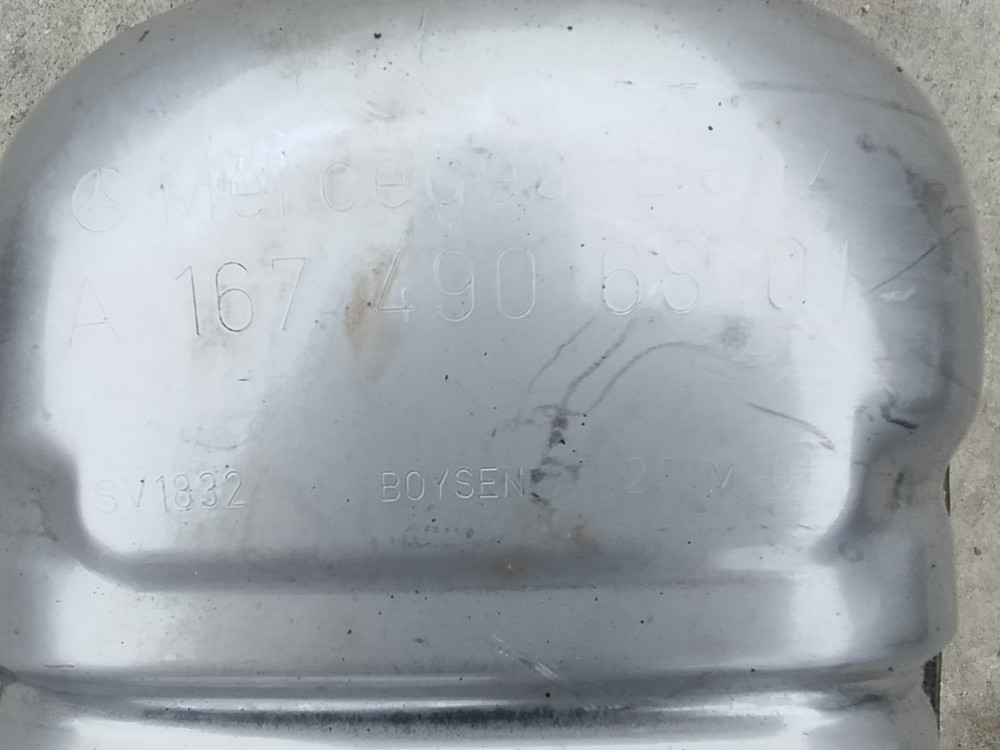 Mercedes Benz
A 167 490 68 01
SV1832 BOYSEN